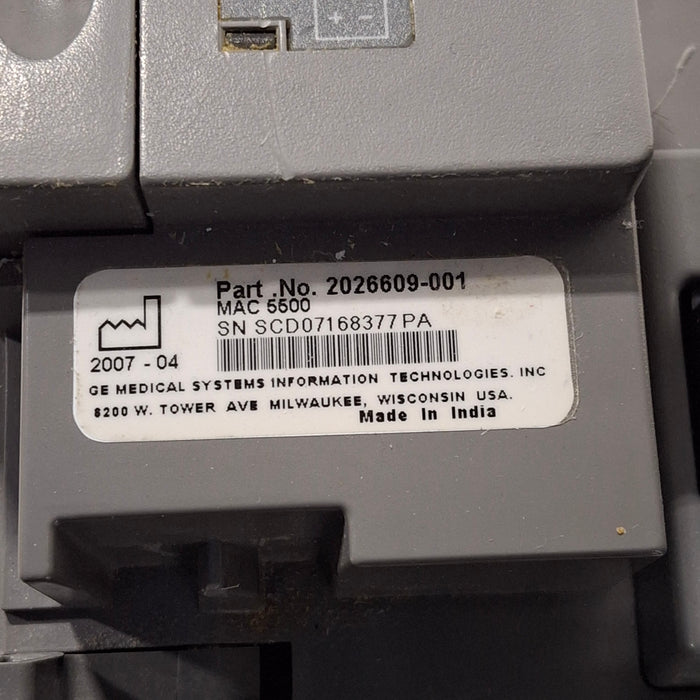 Part .No. 2026609-001
MAC 5500
SN SCD07168377PA
2007 - 04
GE MEDICAL SYSTEMS INFORMATION TECHNOLOGIES. INC
8200 W. TOWER AVE MILWAUKEE, WISCONSIN USA.
Made In India